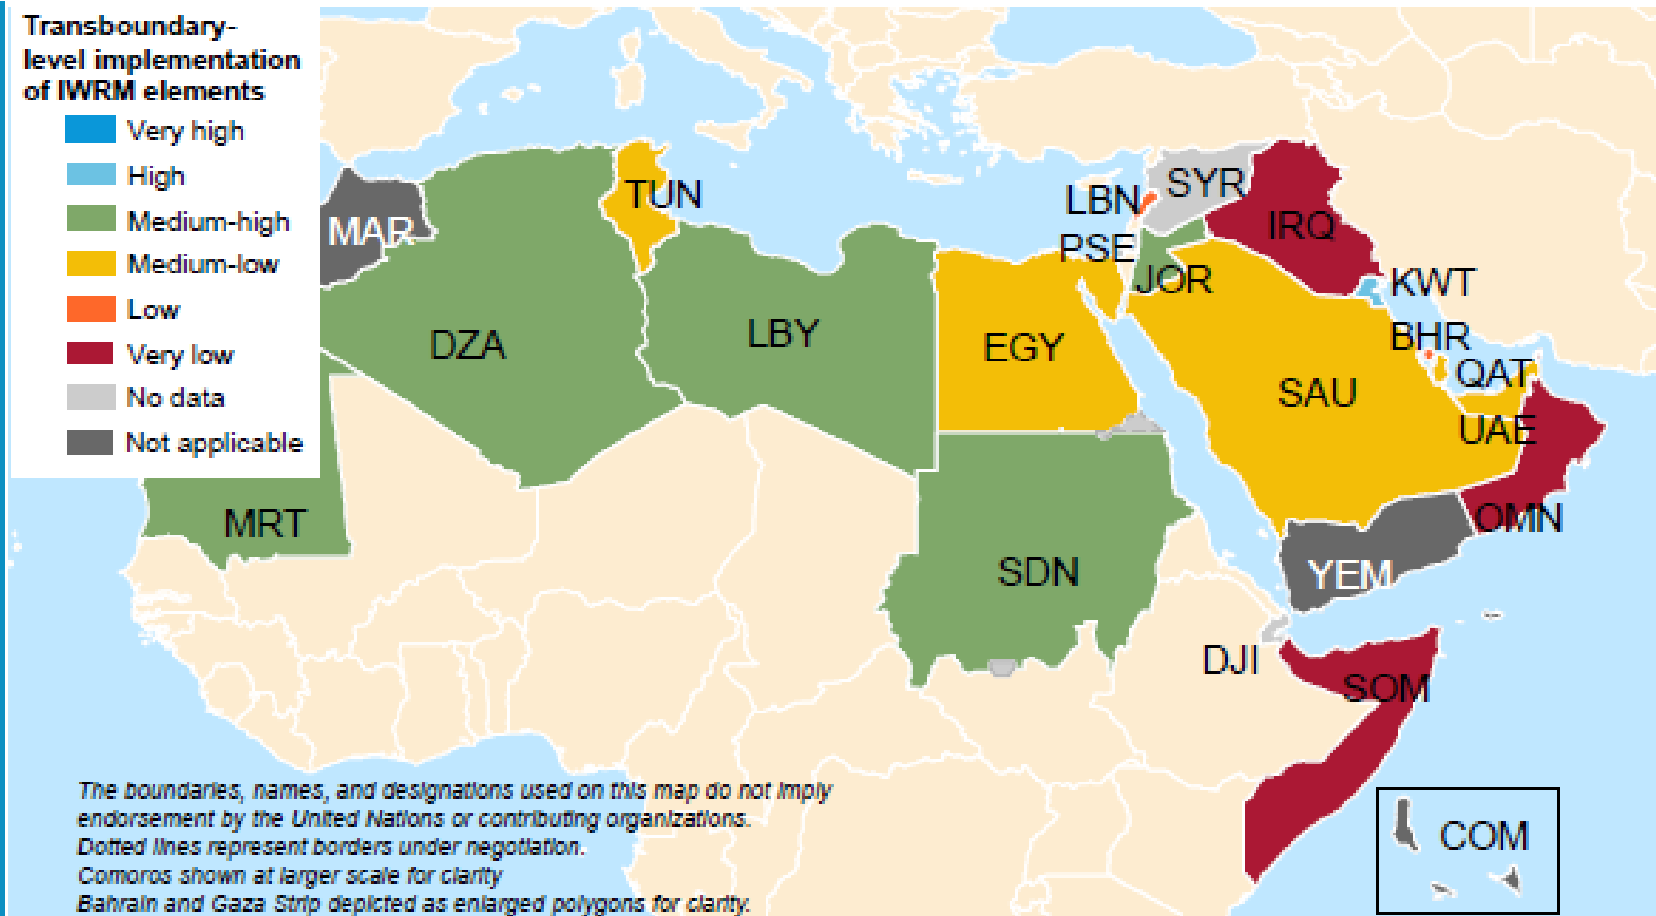 Transboundary-
level implementation
of IWRM elements
Very high
High
Medium-high
Medium-low
Low
Very low
No data
Not applicable
MAR
TUN
DZA
LBY
EGY
MRT
SDN
LBN
SYR
PSE
JOR
IRQ
KWT
BHR
QAT
SAU
UAE
OMN
YEM
DJI
SOM
COM
The boundaries, names, and designations used on this map do not imply
endorsement by the United Nations or contributing organizations.
Dotted lines represent borders under negotiation.
Comoros shown at larger scale for clarity
Bahrain and Gaza Strip depicted as enlarged polygons for clarity.